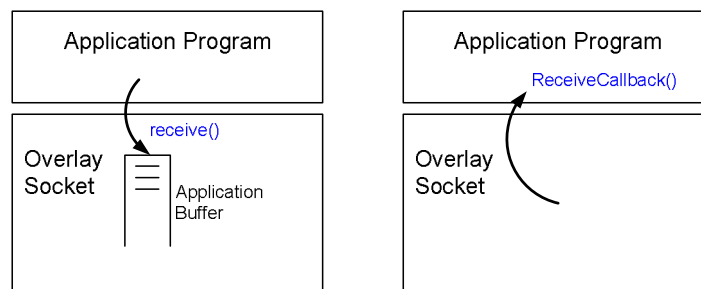 Application Program
receive()
Overlay
Socket
Application
Buffer
Application Program
ReceiveCallback()
Overlay
Socket